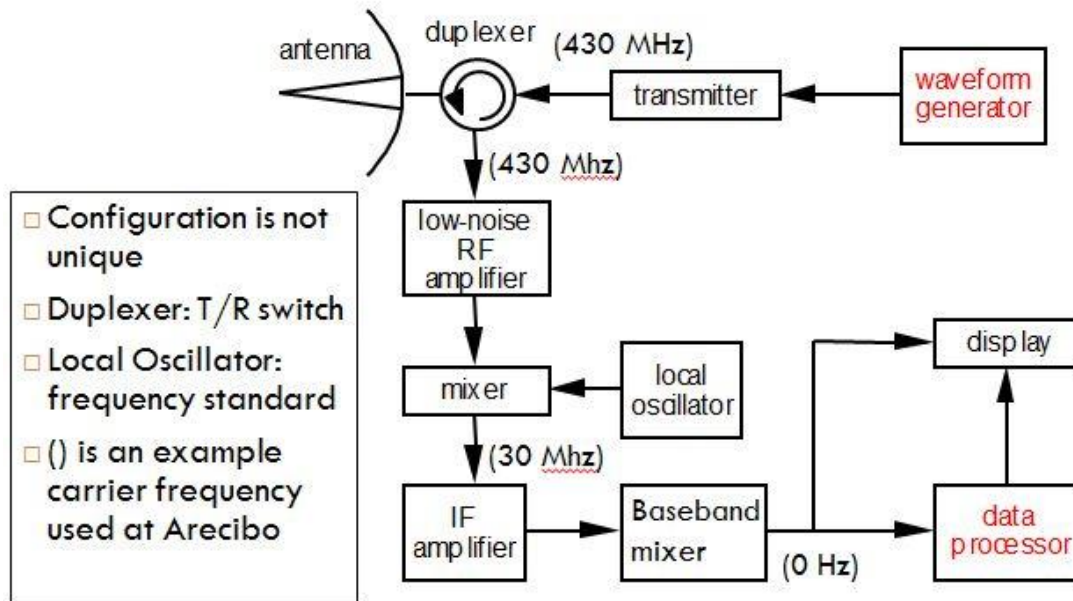 antenna
duplexer
(430 MHz)
transmitter
waveform
generator
(430 Mhz)
low-noise
RF
amplifier
Configuration is not
unique
Duplexer: T/R switch
Local Oscillator:
frequency standard
() is an example
carrier frequency
used at Arecibo
mixer
local
oscillator
display
(30 Mhz)
IF
amplifier
Baseband
mixer
(0 Hz)
data
processor